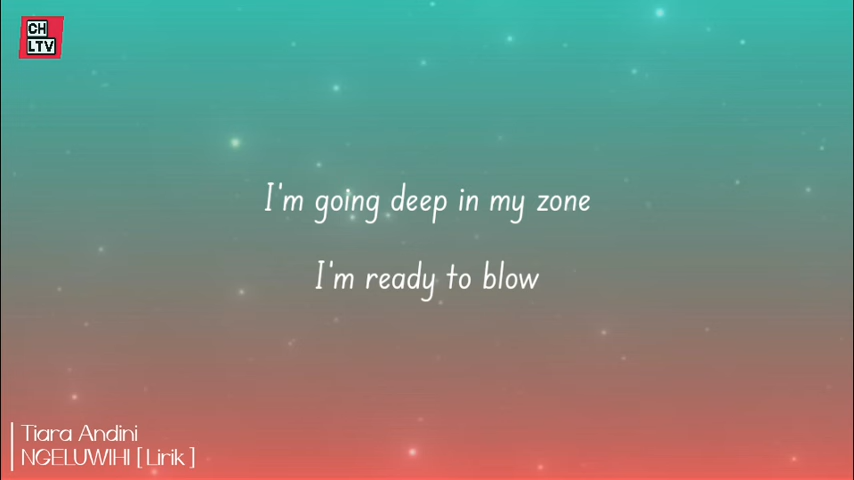 CH
LTV
I'm going deep in my zone
I'm ready to blow
Tiara Andini
NGELUWIHI [ Lirik ]